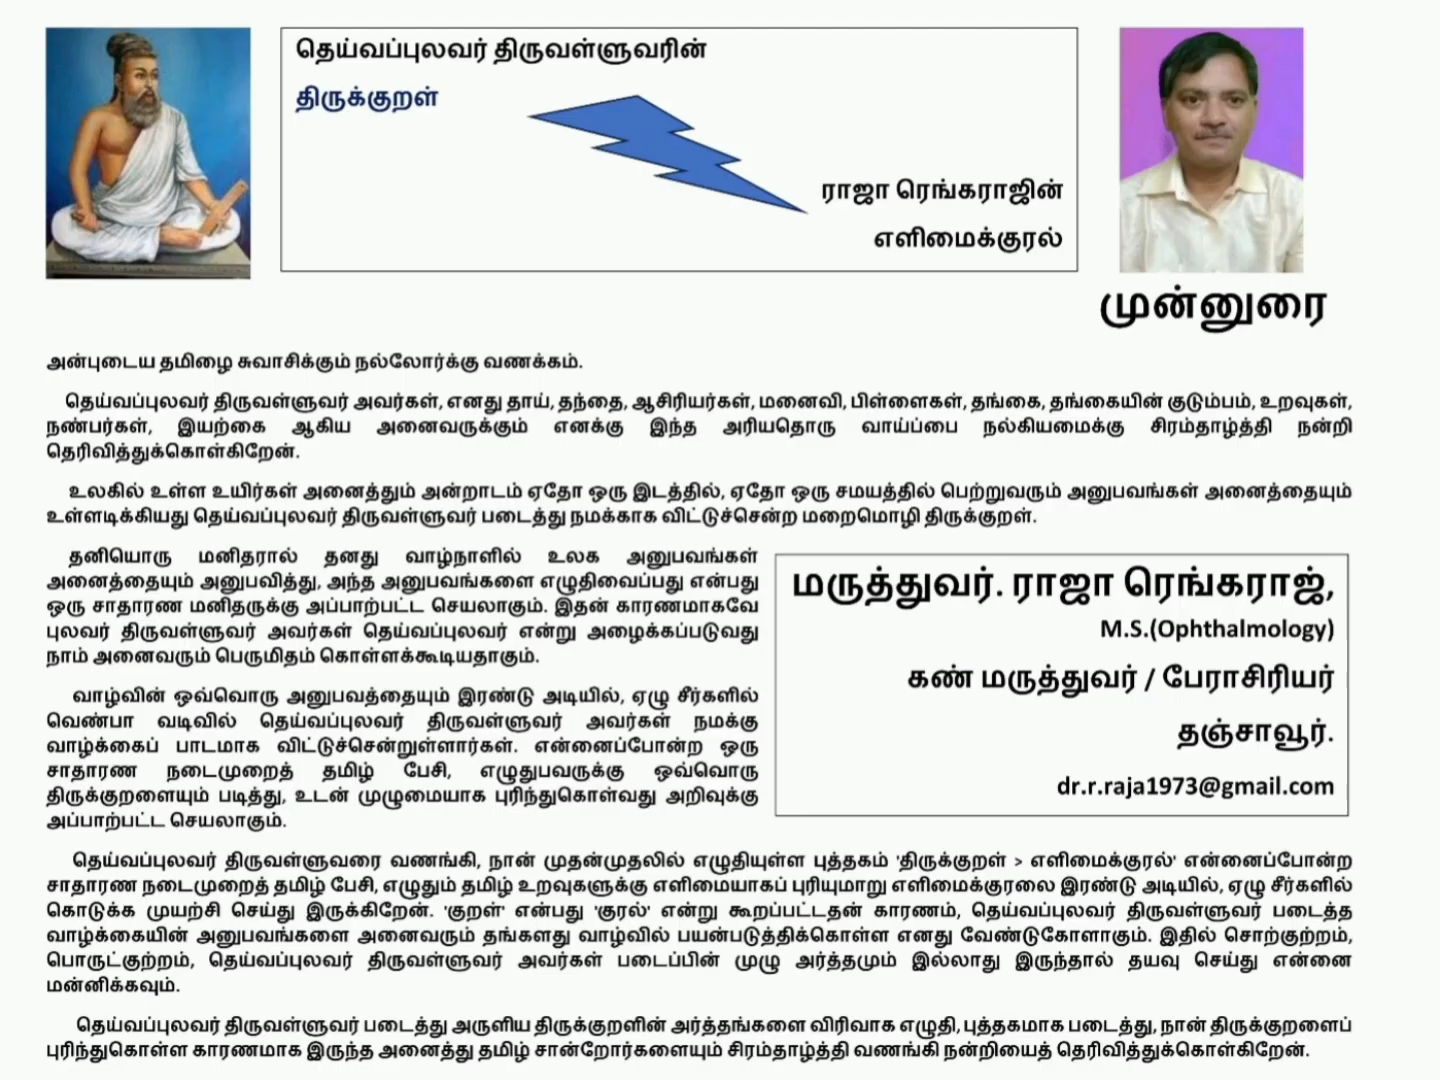 தெய்வப்புலவர் திருவள்ளுவரின்
திருக்குறள்
ராஜா ரெங்கராஜின்
எளிமைக்குரல்
முன்னுரை
அன்புடைய தமிழை சுவாசிக்கும் நல்லோர்க்கு வணக்கம்.
தெய்வப்புலவர் திருவள்ளுவர் அவர்கள், எனது தாய், தந்தை, ஆசிரியர்கள், மனைவி, பிள்ளைகள், தங்கை, தங்கையின் குடும்பம், உறவுகள்,
நண்பர்கள், இயற்கை ஆகிய அனைவருக்கும் எனக்கு இந்த அரியதொரு வாய்ப்பை நல்கியமைக்கு சிரம்தாழ்த்தி நன்றி
தெரிவித்துக்கொள்கிறேன்.
உலகில் உள்ள உயிர்கள் அனைத்தும் அன்றாடம் ஏதோ ஒரு இடத்தில், ஏதோ ஒரு சமயத்தில் பெற்றுவரும் அனுபவங்கள் அனைத்தையும்
உள்ளடிக்கியது தெய்வப்புலவர் திருவள்ளுவர் படைத்து நமக்காக விட்டுச்சென்ற மறைமொழி திருக்குறள்.
தனியொரு மனிதரால் தனது வாழ்நாளில் உலக அனுபவங்கள்
அனைத்தையும் அனுபவித்து, அந்த அனுபவங்களை எழுதிவைப்பது என்பது
ஒரு சாதாரண மனிதருக்கு அப்பாற்பட்ட செயலாகும். இதன் காரணமாகவே
புலவர் திருவள்ளுவர் அவர்கள் தெய்வப்புலவர் என்று அழைக்கப்படுவது
நாம் அனைவரும் பெருமிதம் கொள்ளக்கூடியதாகும்.
வாழ்வின் ஒவ்வொரு அனுபவத்தையும் இரண்டு அடியில், ஏழு சீர்களில்
வெண்பா வடிவில் தெய்வப்புலவர் திருவள்ளுவர் அவர்கள் நமக்கு
வாழ்க்கைப் பாடமாக விட்டுச்சென்றுள்ளார்கள். என்னைப்போன்ற ஒரு
சாதாரண நடைமுறைத் தமிழ் பேசி, எழுதுபவருக்கு ஒவ்வொரு
திருக்குறளையும் படித்து, உடன் முழுமையாக புரிந்துகொள்வது அறிவுக்கு
அப்பாற்பட்ட செயலாகும்.
மருத்துவர். ராஜா ரெங்கராஜ்,
M.S.(Ophthalmology)
கண் மருத்துவர் / பேராசிரியர்
தஞ்சாவூர்.
dr.r.raja1973@gmail.com
தெய்வப்புலவர் திருவள்ளுவரை வணங்கி, நான் முதன்முதலில் எழுதியுள்ள புத்தகம் 'திருக்குறள் > எளிமைக்குரல்' என்னைப்போன்ற
சாதாரண நடைமுறைத் தமிழ் பேசி, எழுதும் தமிழ் உறவுகளுக்கு எளிமையாகப் புரியுமாறு எளிமைக்குரலை இரண்டு அடியில், ஏழு சீர்களில்
கொடுக்க முயற்சி செய்து இருக்கிறேன். 'குறள்' என்பது 'குரல்' என்று கூறப்பட்டதன் காரணம், தெய்வப்புலவர் திருவள்ளுவர் படைத்த
வாழ்க்கையின் அனுபவங்களை அனைவரும் தங்களது வாழ்வில் பயன்படுத்திக்கொள்ள எனது வேண்டுகோளாகும். இதில் சொற்குற்றம்,
பொருட்குற்றம், தெய்வப்புலவர் திருவள்ளுவர் அவர்கள் படைப்பின் முழு அர்த்தமும் இல்லாது இருந்தால் தயவு செய்து என்னை
மன்னிக்கவும்.
தெய்வப்புலவர் திருவள்ளுவர் படைத்து அருளிய திருக்குறளின் அர்த்தங்களை விரிவாக எழுதி, புத்தகமாக படைத்து, நான் திருக்குறளைப்
புரிந்துகொள்ள காரணமாக இருந்த அனைத்து தமிழ் சான்றோர்களையும் சிரம்தாழ்த்தி வணங்கி நன்றியைத் தெரிவித்துக்கொள்கிறேன்.